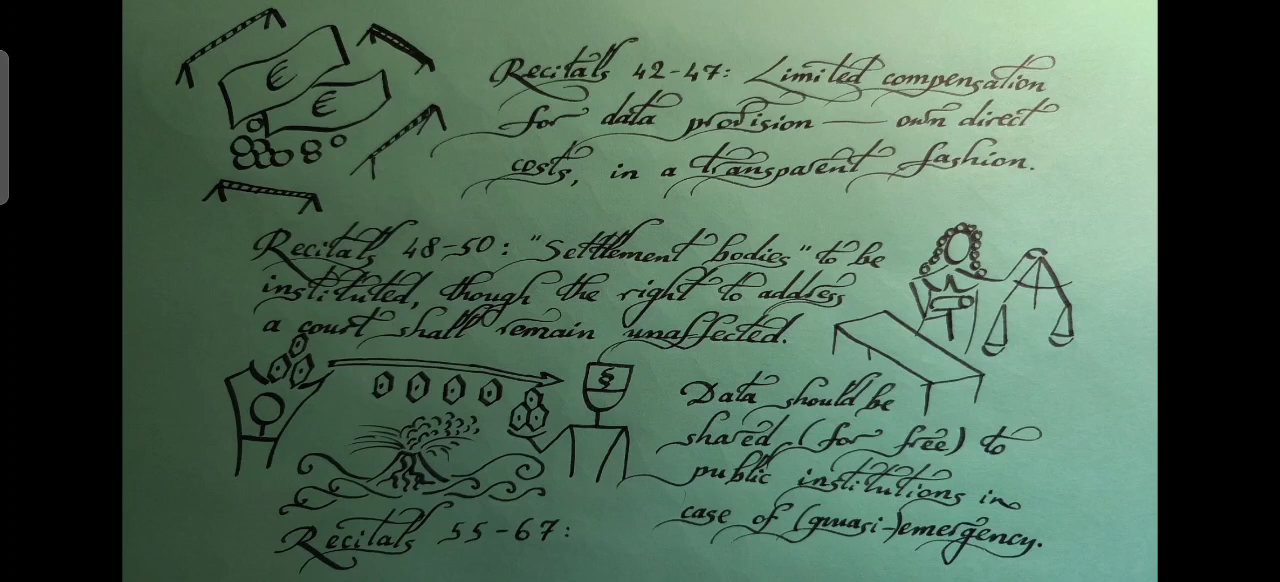 €
€
Recitals 42-47: Limited compensation
for data provision — own direct
costs, in a transparent fashion.
Recitals 48-50: "Settlement bodies" to be
instituted, though the right to address
a court shall remain unaffected.
§
Data should be
shared (for free) to
public institutions in
case of (quasi-)emergency.
Recitals 55-67: